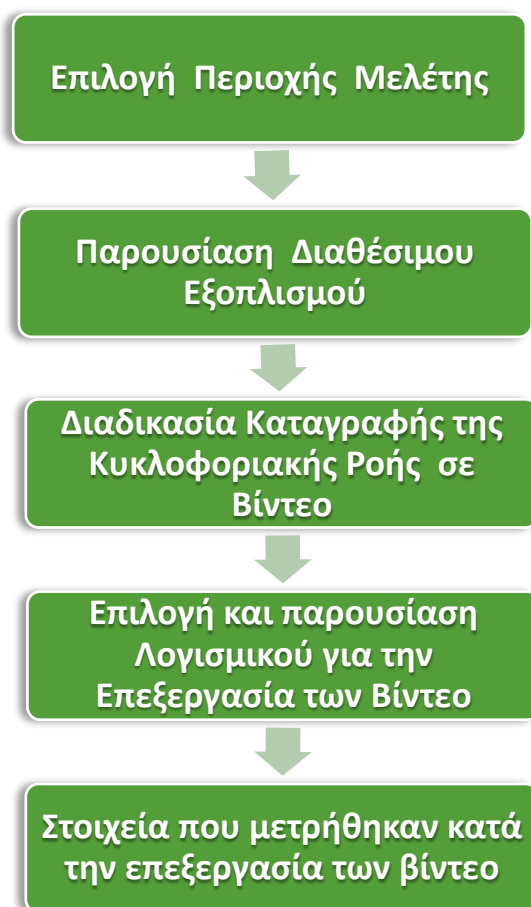 Επιλογή Περιοχής Μελέτης
Παρουσίαση Διαθέσιμου
Εξοπλισμού
Διαδικασία Καταγραφής της
Κυκλοφοριακής Ροής σε
Βίντεο
Επιλογή και παρουσίαση
Λογισμικού για την
Επεξεργασία των Βίντεο
Στοιχεία που μετρήθηκαν κατά
την επεξεργασία των βίντεο